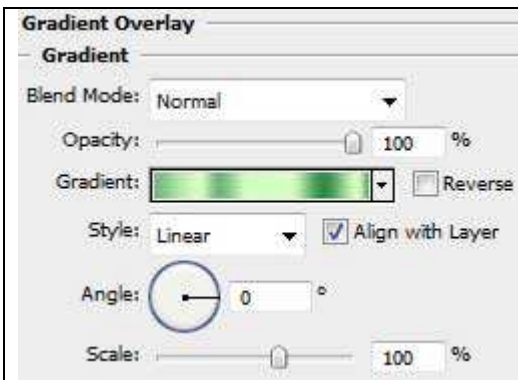 Gradient Overlay
Gradient
Blend Mode: Normal
Opacity: 100 %
Gradient: Reverse
Style: Linear Align with Layer
Angle: 0 °
Scale: 100 %